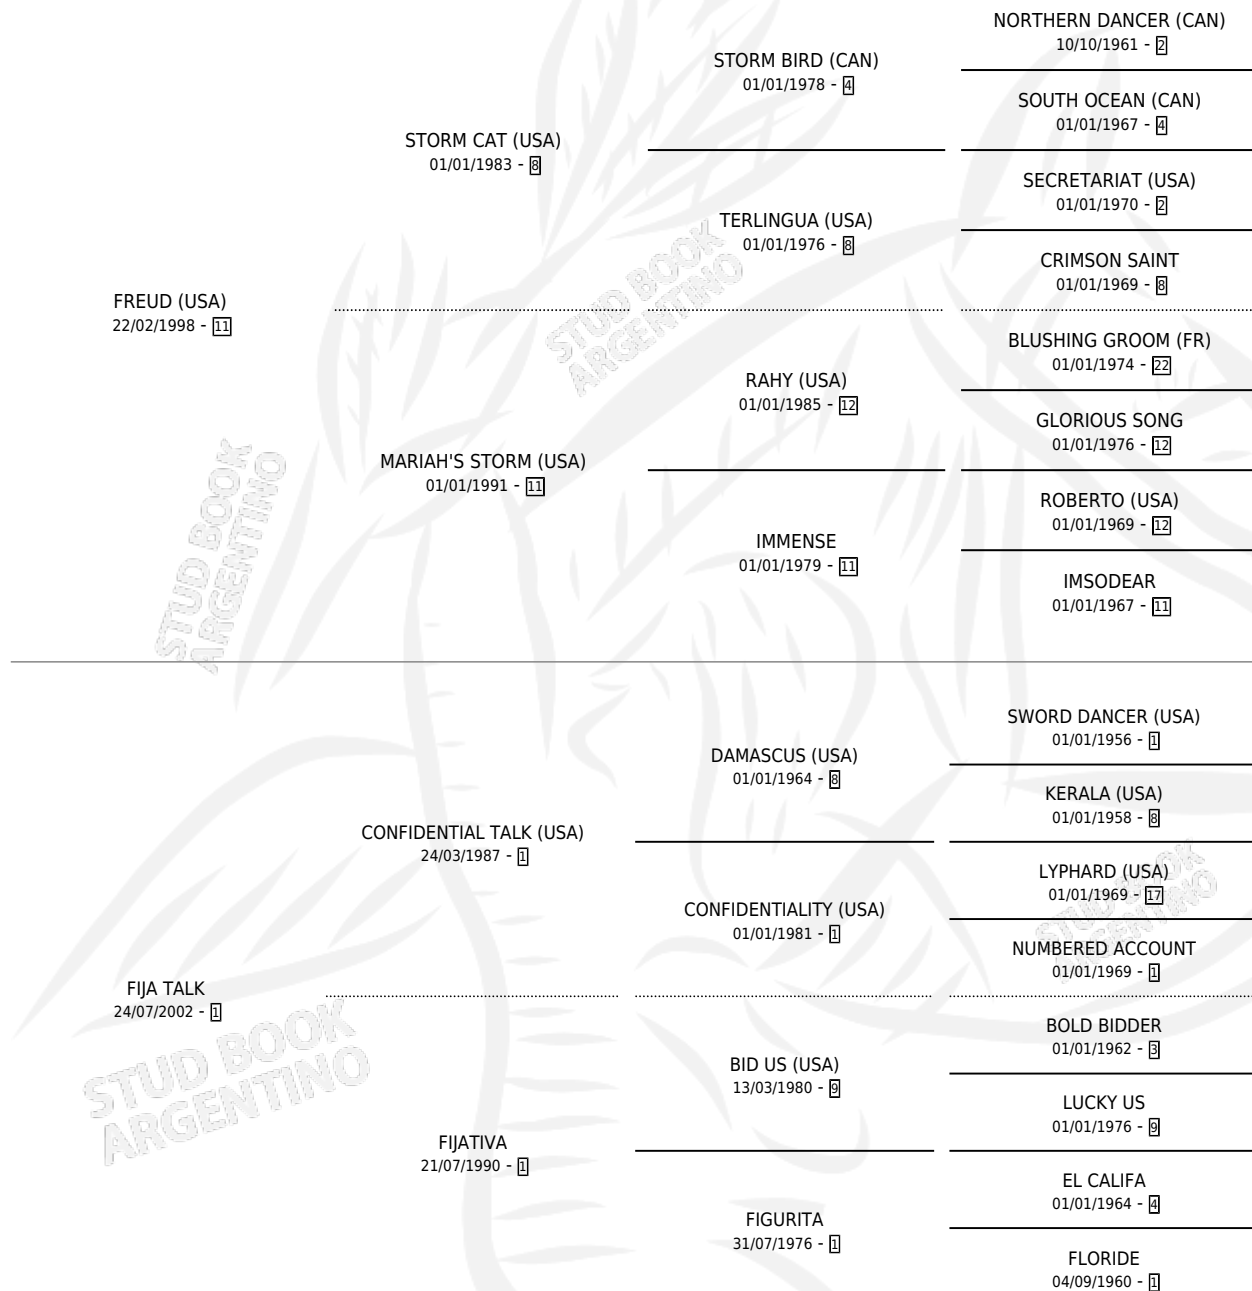 NORTHERN DANCER (CAN)
10/10/1961 - 2
STORM BIRD (CAN)
01/01/1978 - 4
SOUTH OCEAN (CAN)
01/01/1967 - 4
STORM CAT (USA)
01/01/1983 - 8
SECRETARIAT (USA)
01/01/1970 - 2
TERLINGUA (USA)
01/01/1976 - 8
CRIMSON SAINT
01/01/1969 - 8
FREUD (USA)
22/02/1998 - 11
BLUSHING GROOM (FR)
01/01/1974 - 22
RAHY (USA)
01/01/1985 - 12
GLORIOUS SONG
01/01/1976 - 12
MARIAH'S STORM (USA)
01/01/1991 - 11
ROBERTO (USA)
01/01/1969 - 12
IMMENSE
01/01/1979 - 11
IMSODEAR
01/01/1967 - 11
SWORD DANCER (USA)
01/01/1956 - 1
DAMASCUS (USA)
01/01/1964 - 8
KERALA (USA)
01/01/1958 - 8
CONFIDENTIAL TALK (USA)
24/03/1987 - 1
LYPHARD (USA)
01/01/1969 - 17
CONFIDENTIALITY (USA)
01/01/1981 - 1
NUMBERED ACCOUNT
01/01/1969 - 1
FIJA TALK
24/07/2002 - 1
BOLD BIDDER
01/01/1962 - 3
BID US (USA)
13/03/1980 - 9
LUCKY US
01/01/1976 - 9
FIJATIVA
21/07/1990 - 1
EL CALIFA
01/01/1964 - 4
FIGURITA
31/07/1976 - 1
FLORIDE
04/09/1960 - 1
STUD BOOK
ARGENTINO
STUD BOOK
ARGENTINO
STUD BOOK
ARGENTINO
STUD BOOK
ARGENTINO